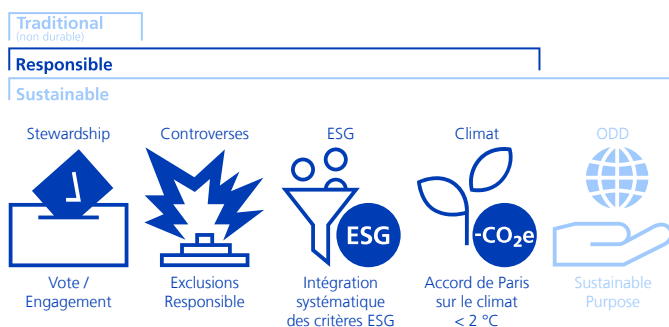 Traditional
(non durable)
Responsible
Sustainable
Stewardship
Controverses
ESG
Climat
ODD
ESG
-CO₂e
Vote /
Engagement
Exclusions
Responsible
Intégration
systématique
des critères ESG
Accord de Paris
sur le climat
< 2 °C
Sustainable
Purpose